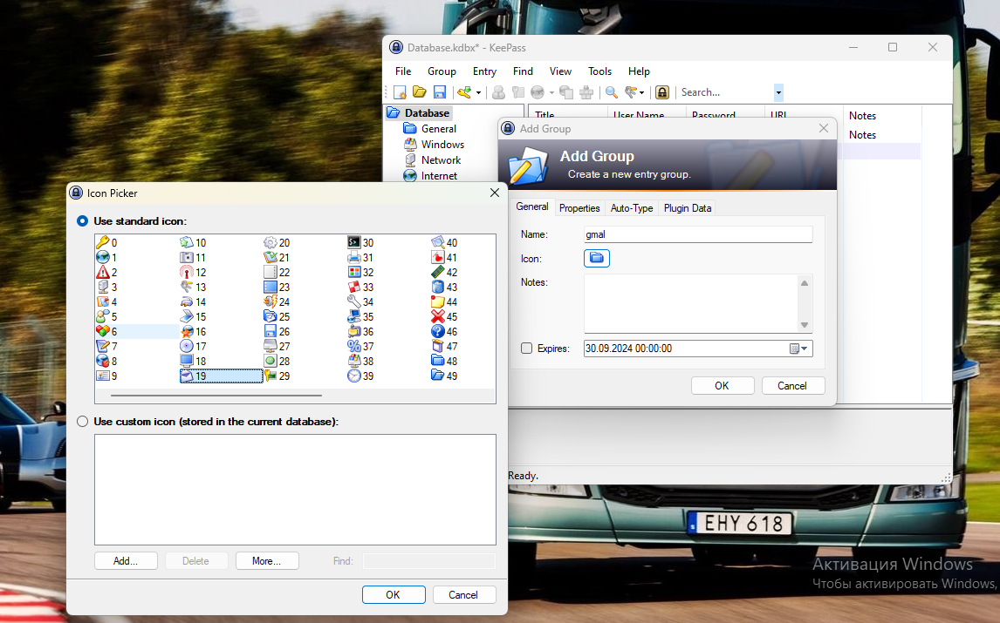 Database.kdbx* - KeePass
File Group Entry Find View Tools Help
Search...
Database
General
Windows
Network
Internet
Title User Name Password URL Notes
Notes
Add Group
Add Group
Create a new entry group.
General Properties Auto-Type Plugin Data
Name: gmal
Icon:
Notes:
Expires: 30.09.2024 00:00:00
OK Cancel
Ready.
Icon Picker
Use standard icon:
0 10 20 30 40
1 11 21 31 41
2 12 22 32 42
3 13 23 33 43
4 14 24 34 44
5 15 25 35 45
6 16 26 36 46
7 17 27 37 47
8 18 28 38 48
9 19 29 39 49
Use custom icon (stored in the current database):
Add... Delete More... Find:
OK Cancel
EHY 618
Активация Windows
Чтобы активировать Windows,